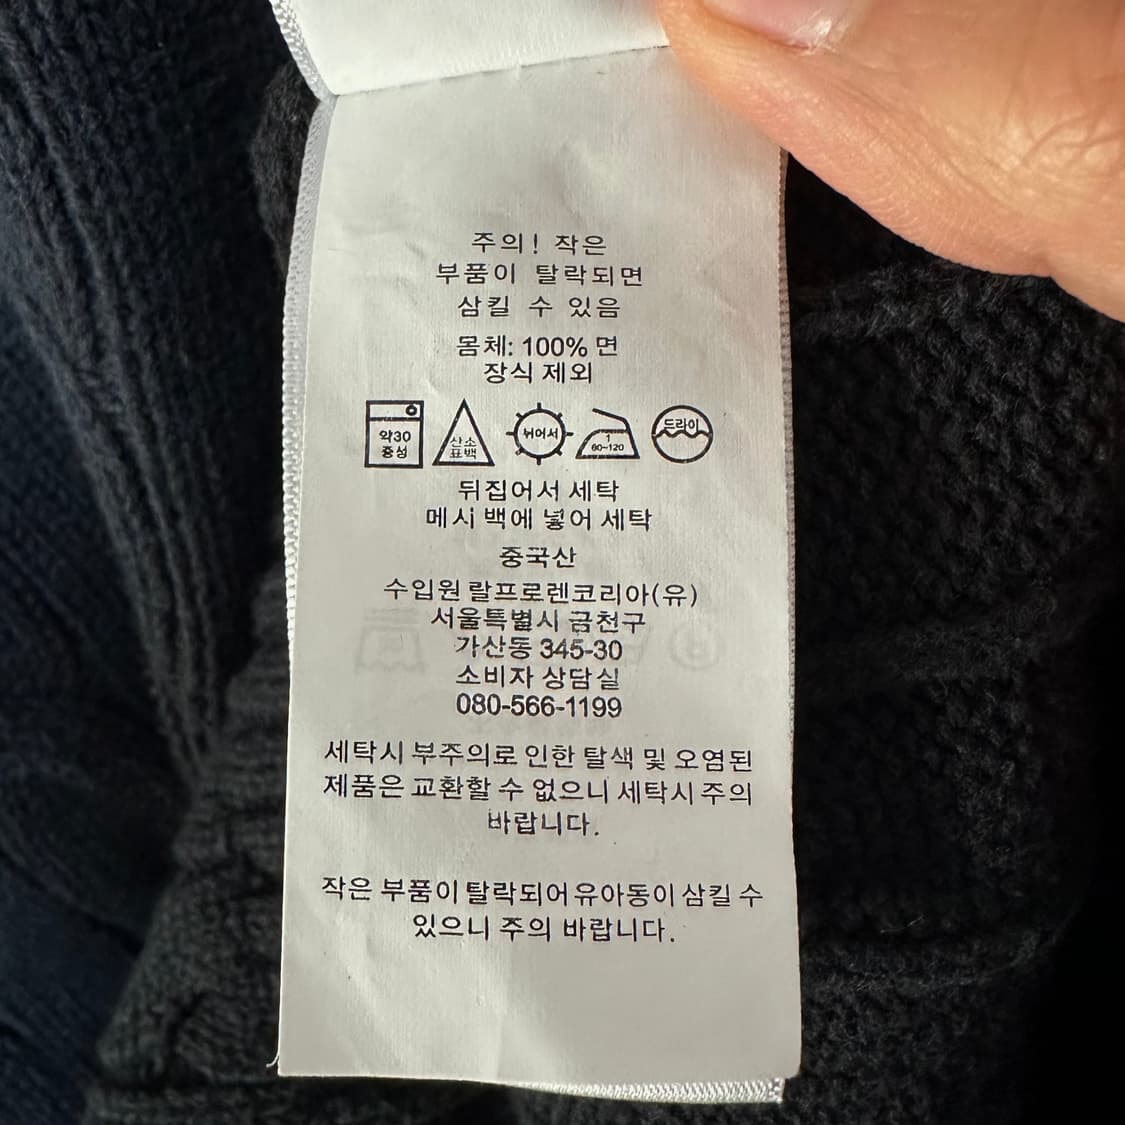 주의! 작은
부품이 탈락되면
삼킬 수 있음
몸체: 100% 면
장식 제외
약30
중성
산소
표백
뉘어서
1
80~120
드라이
뒤집어서 세탁
메시 백에 넣어 세탁
중국산
수입원 랄프로렌코리아(유)
서울특별시 금천구
가산동 345-30
소비자 상담실
080-566-1199
세탁시 부주의로 인한 탈색 및 오염된
제품은 교환할 수 없으니 세탁시 주의
바랍니다.
작은 부품이 탈락되어 유아동이 삼킬 수
있으니 주의 바랍니다.